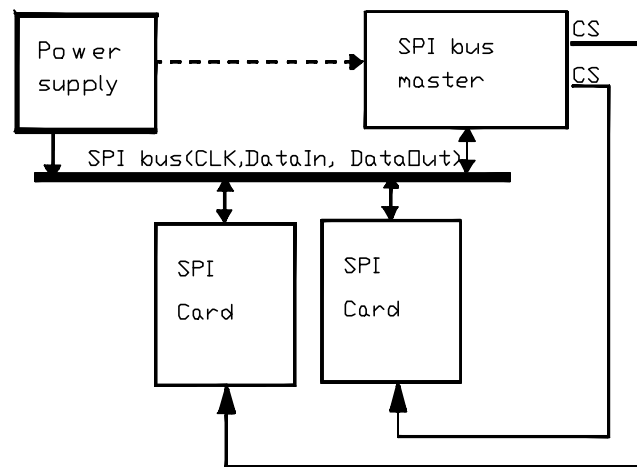 Power
supply
SPI bus
master
CS
CS
SPI bus(CLK,DataIn, DataOut)
SPI
Card
SPI
Card